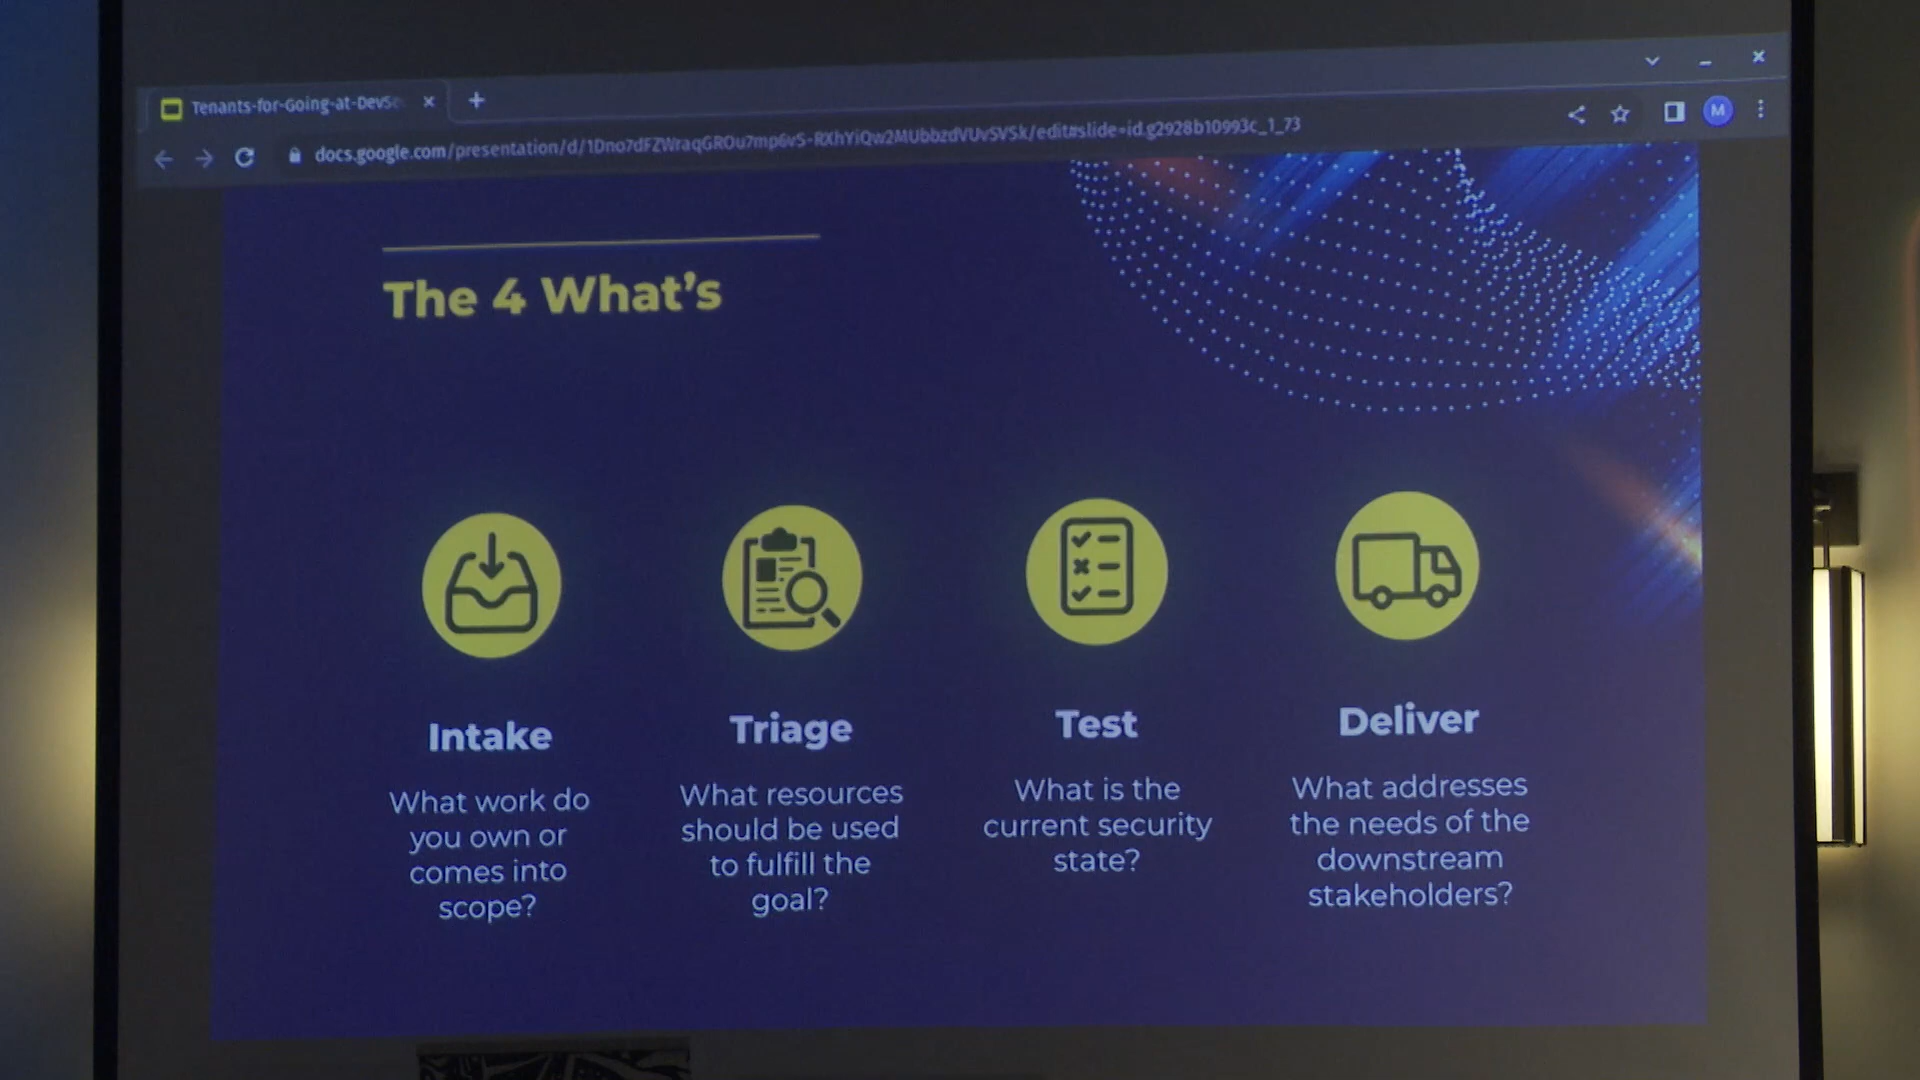 Tenants-for-Going-at-DevSe
docs.google.com/presentation/d/1Dno7dFZWraqGROu7mp6vS-RXhYiQw2MUbbzdVUvSVSk/edit#slide=id.g2928b10993c_1_73
M
The 4 What's
Intake
What work do
you own or
comes into
scope?
Triage
What resources
should be used
to fulfill the
goal?
Test
What is the
current security
state?
Deliver
What addresses
the needs of the
downstream
stakeholders?